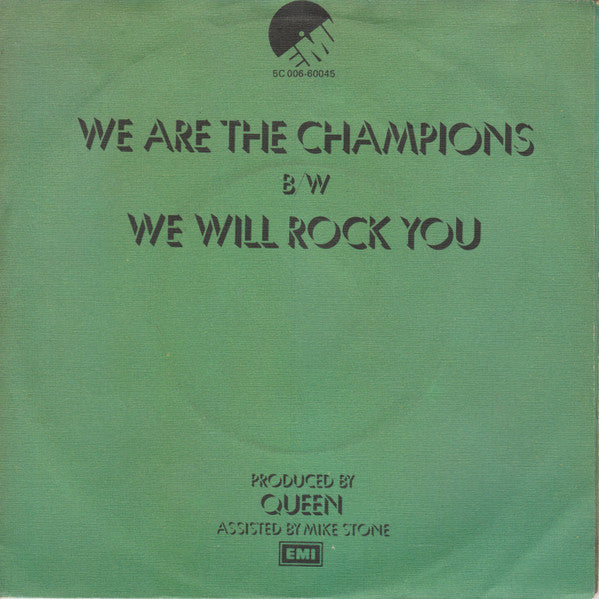 EMI
5C 006-60045
WE ARE THE CHAMPIONS
B/W
WE WILL ROCK YOU
PRODUCED BY
QUEEN
ASSISTED BY MIKE STONE
EMI